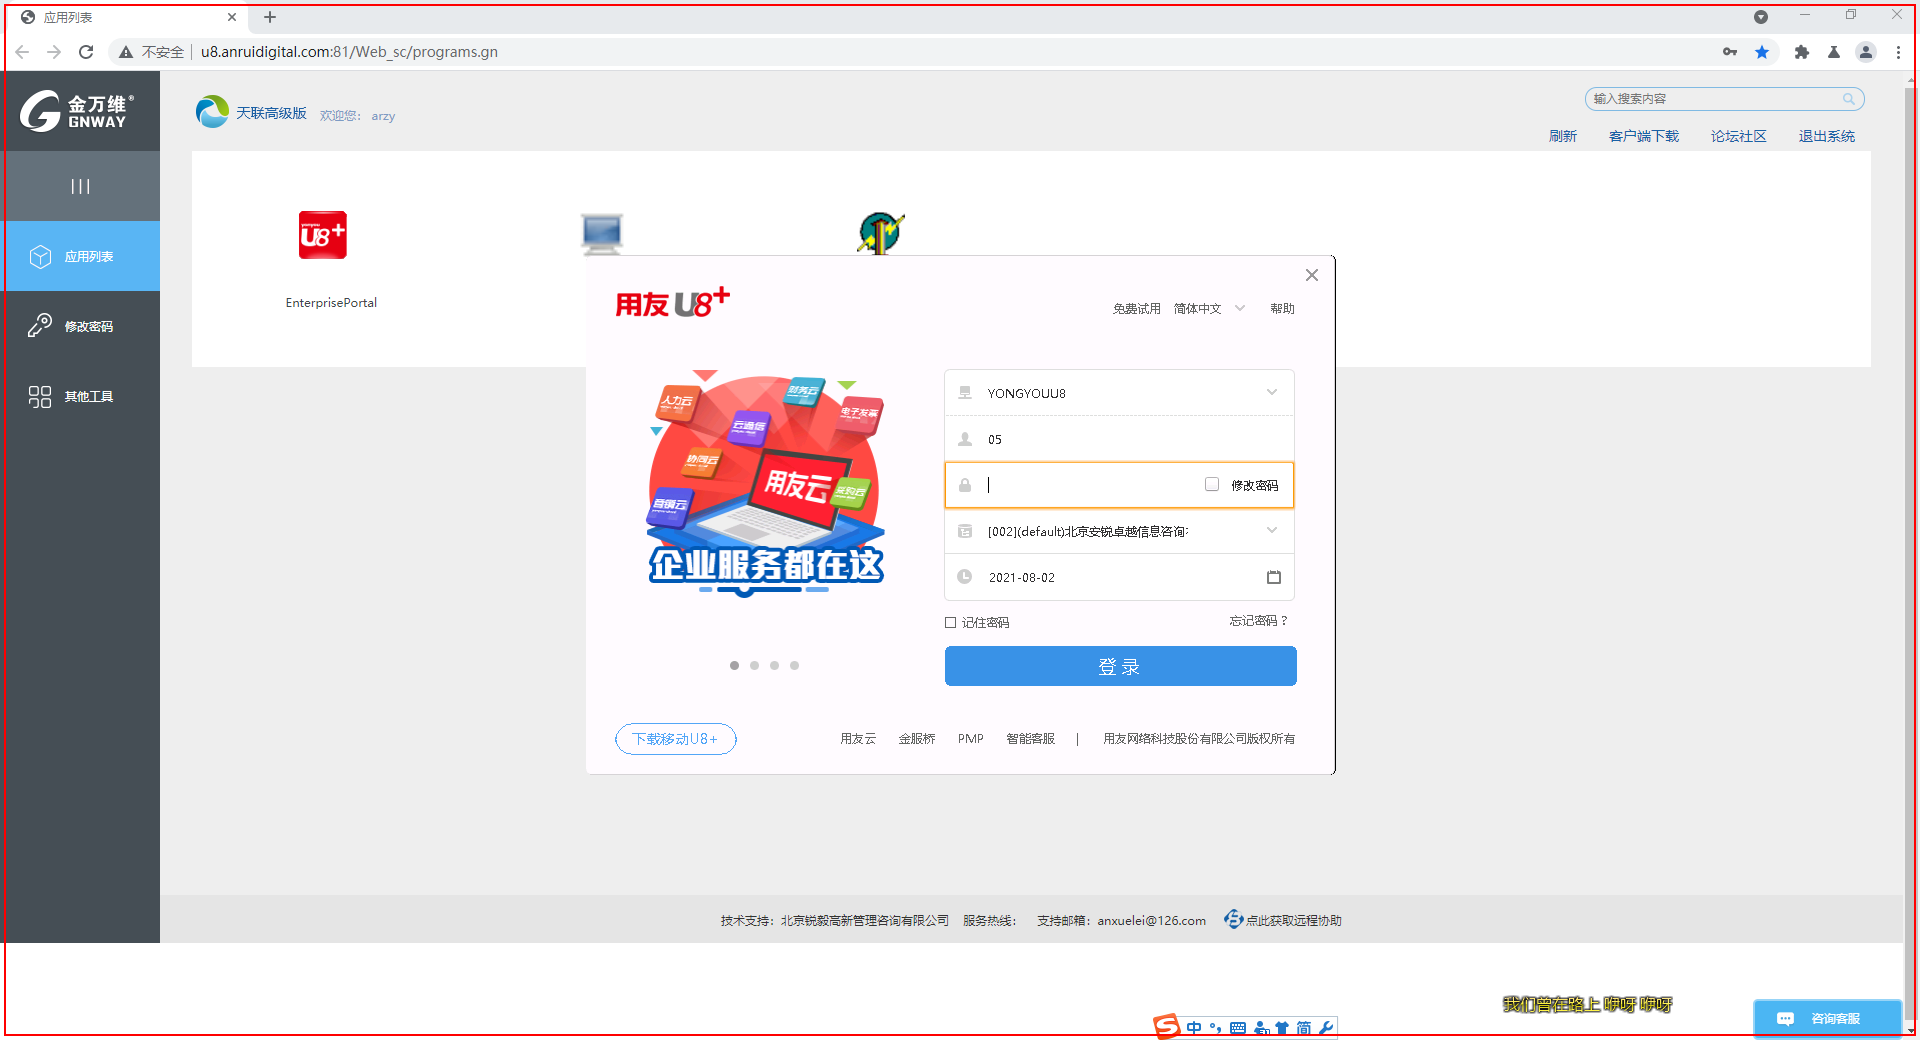 应用列表
不安全 u8.anruidigital.com:81/Web_sc/programs.gn
金万维®
GNWAY
天联高级版 欢迎您： arzy
输入搜索内容
刷新 客户端下载 论坛社区 退出系统
应用列表
修改密码
其他工具
U8+
EnterprisePortal
用友U8+
免费试用 简体中文 帮助
人力云
财务云
电子发票
云通信
协同云
用友云
采购云
营销云
企业服务都在这
YONGYOUU8
05
修改密码
[002](default)北京安锐卓越信息咨询
2021-08-02
记住密码 忘记密码？
登录
下载移动U8+
用友云 金服桥 PMP 智能客服 | 用友网络科技股份有限公司版权所有
技术支持：北京锐毅高新管理咨询有限公司 服务热线： 支持邮箱：anxuelei@126.com 点此获取远程协助
我们曾在路上 咿呀 咿呀
S 中 简
咨询客服